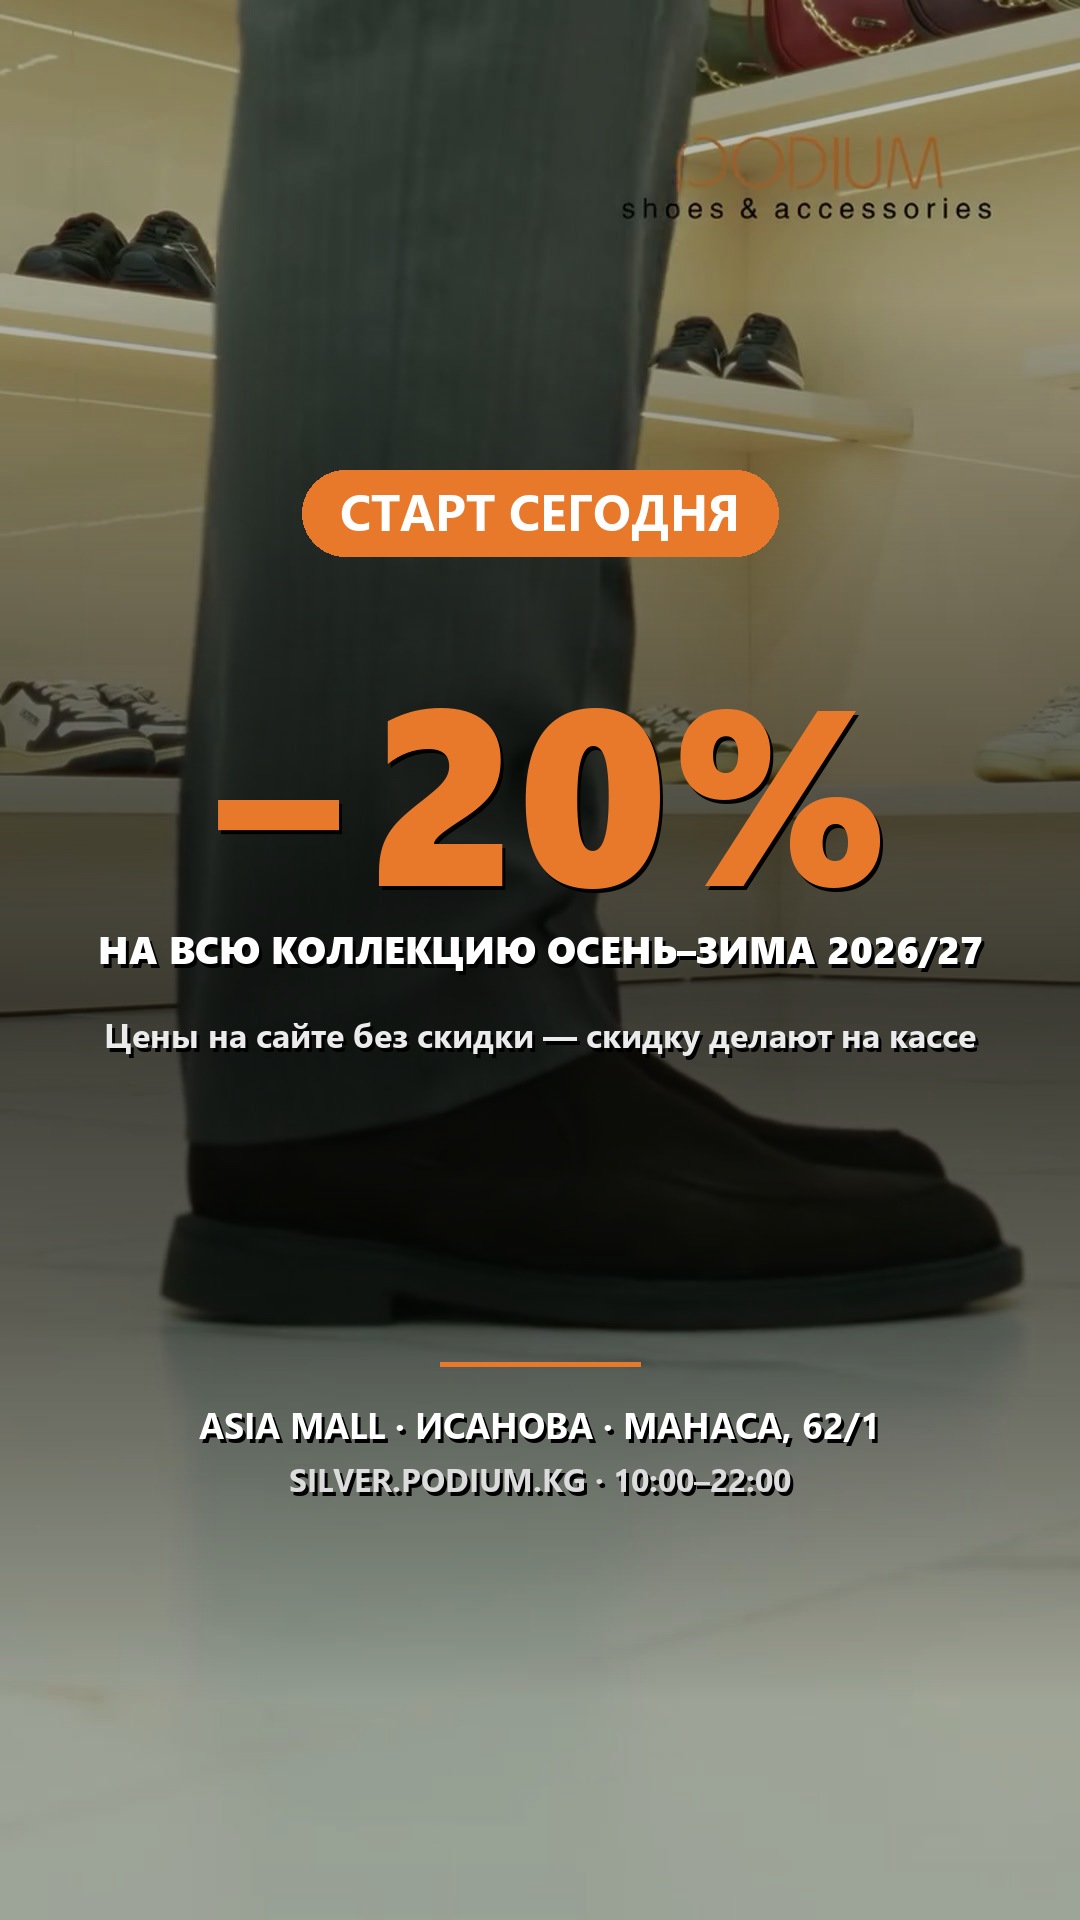 PODIUM
shoes & accessories
СТАРТ СЕГОДНЯ
–20%
НА ВСЮ КОЛЛЕКЦИЮ ОСЕНЬ–ЗИМА 2026/27
Цены на сайте без скидки — скидку делают на кассе
ASIA MALL · ИСАНОВА · МАНАСА, 62/1
SILVER.PODIUM.KG · 10:00–22:00